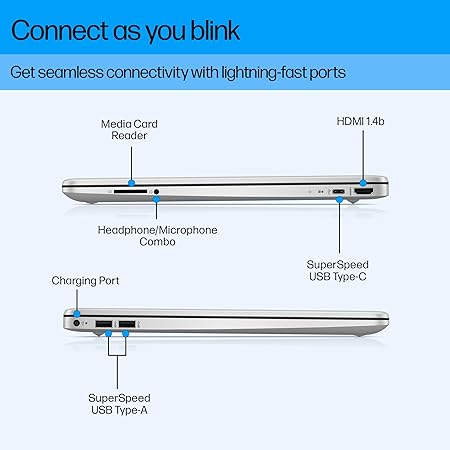 Connect as you blink
Get seamless connectivity with lightning-fast ports
Media Card
Reader
HDMI 1.4b
Headphone/Microphone
Combo
SuperSpeed
USB Type-C
Charging Port
SuperSpeed
USB Type-A